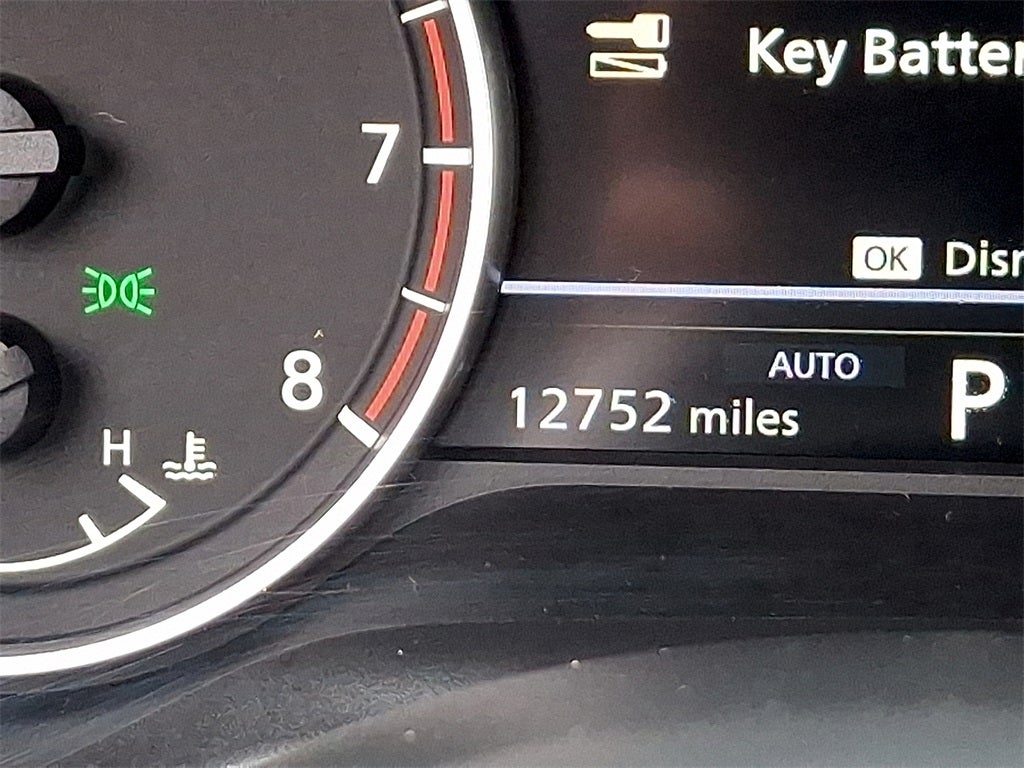 Key Batter
7
OK Dism
AUTO
8
P
12752 miles
H